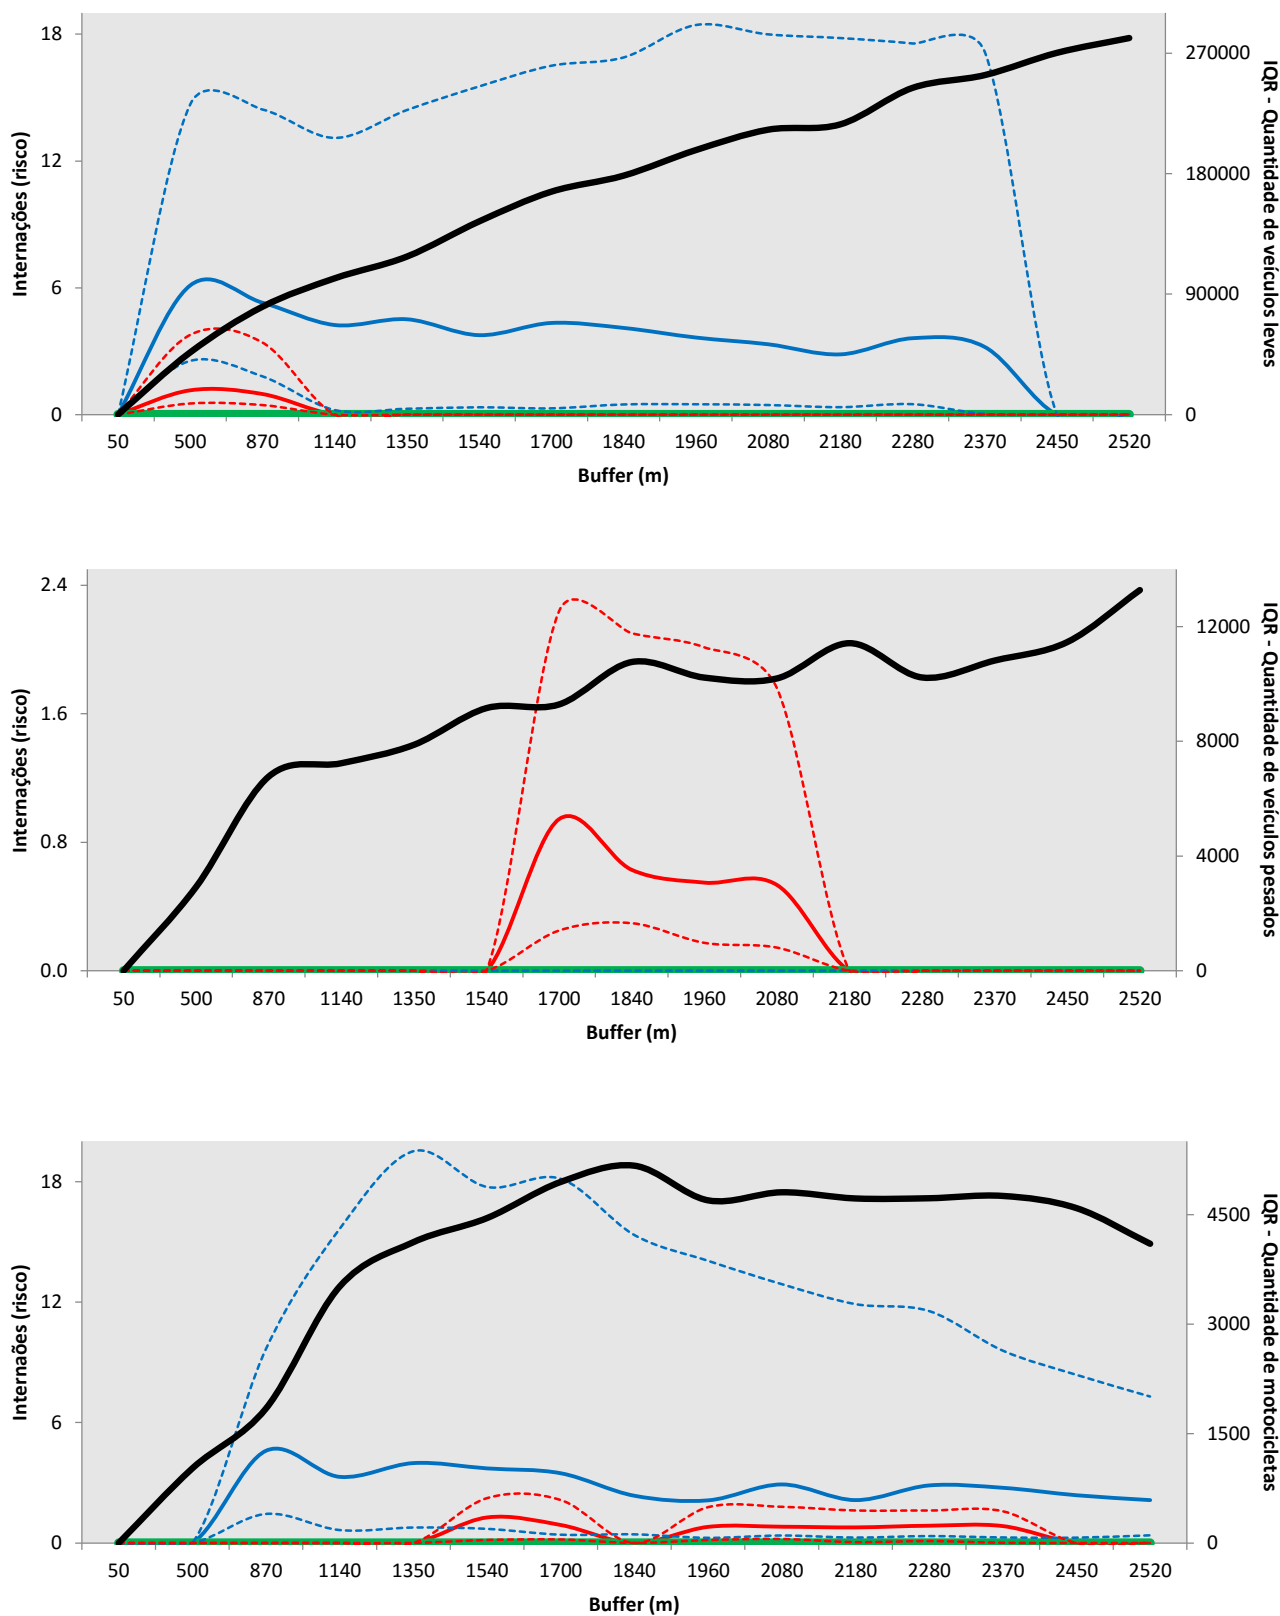 18
12
6
0
Internações (risco)
270000
180000
90000
0
IQR - Quantidade de veículos leves
50 500 870 1140 1350 1540 1700 1840 1960 2080 2180 2280 2370 2450 2520
Buffer (m)
2.4
1.6
0.8
0.0
Internações (risco)
12000
8000
4000
0
IQR - Quantidade de veículos pesados
50 500 870 1140 1350 1540 1700 1840 1960 2080 2180 2280 2370 2450 2520
Buffer (m)
18
12
6
0
Internaões (risco)
4500
3000
1500
0
IQR - Quantidade de motocicletas
50 500 870 1140 1350 1540 1700 1840 1960 2080 2180 2280 2370 2450 2520
Buffer (m)